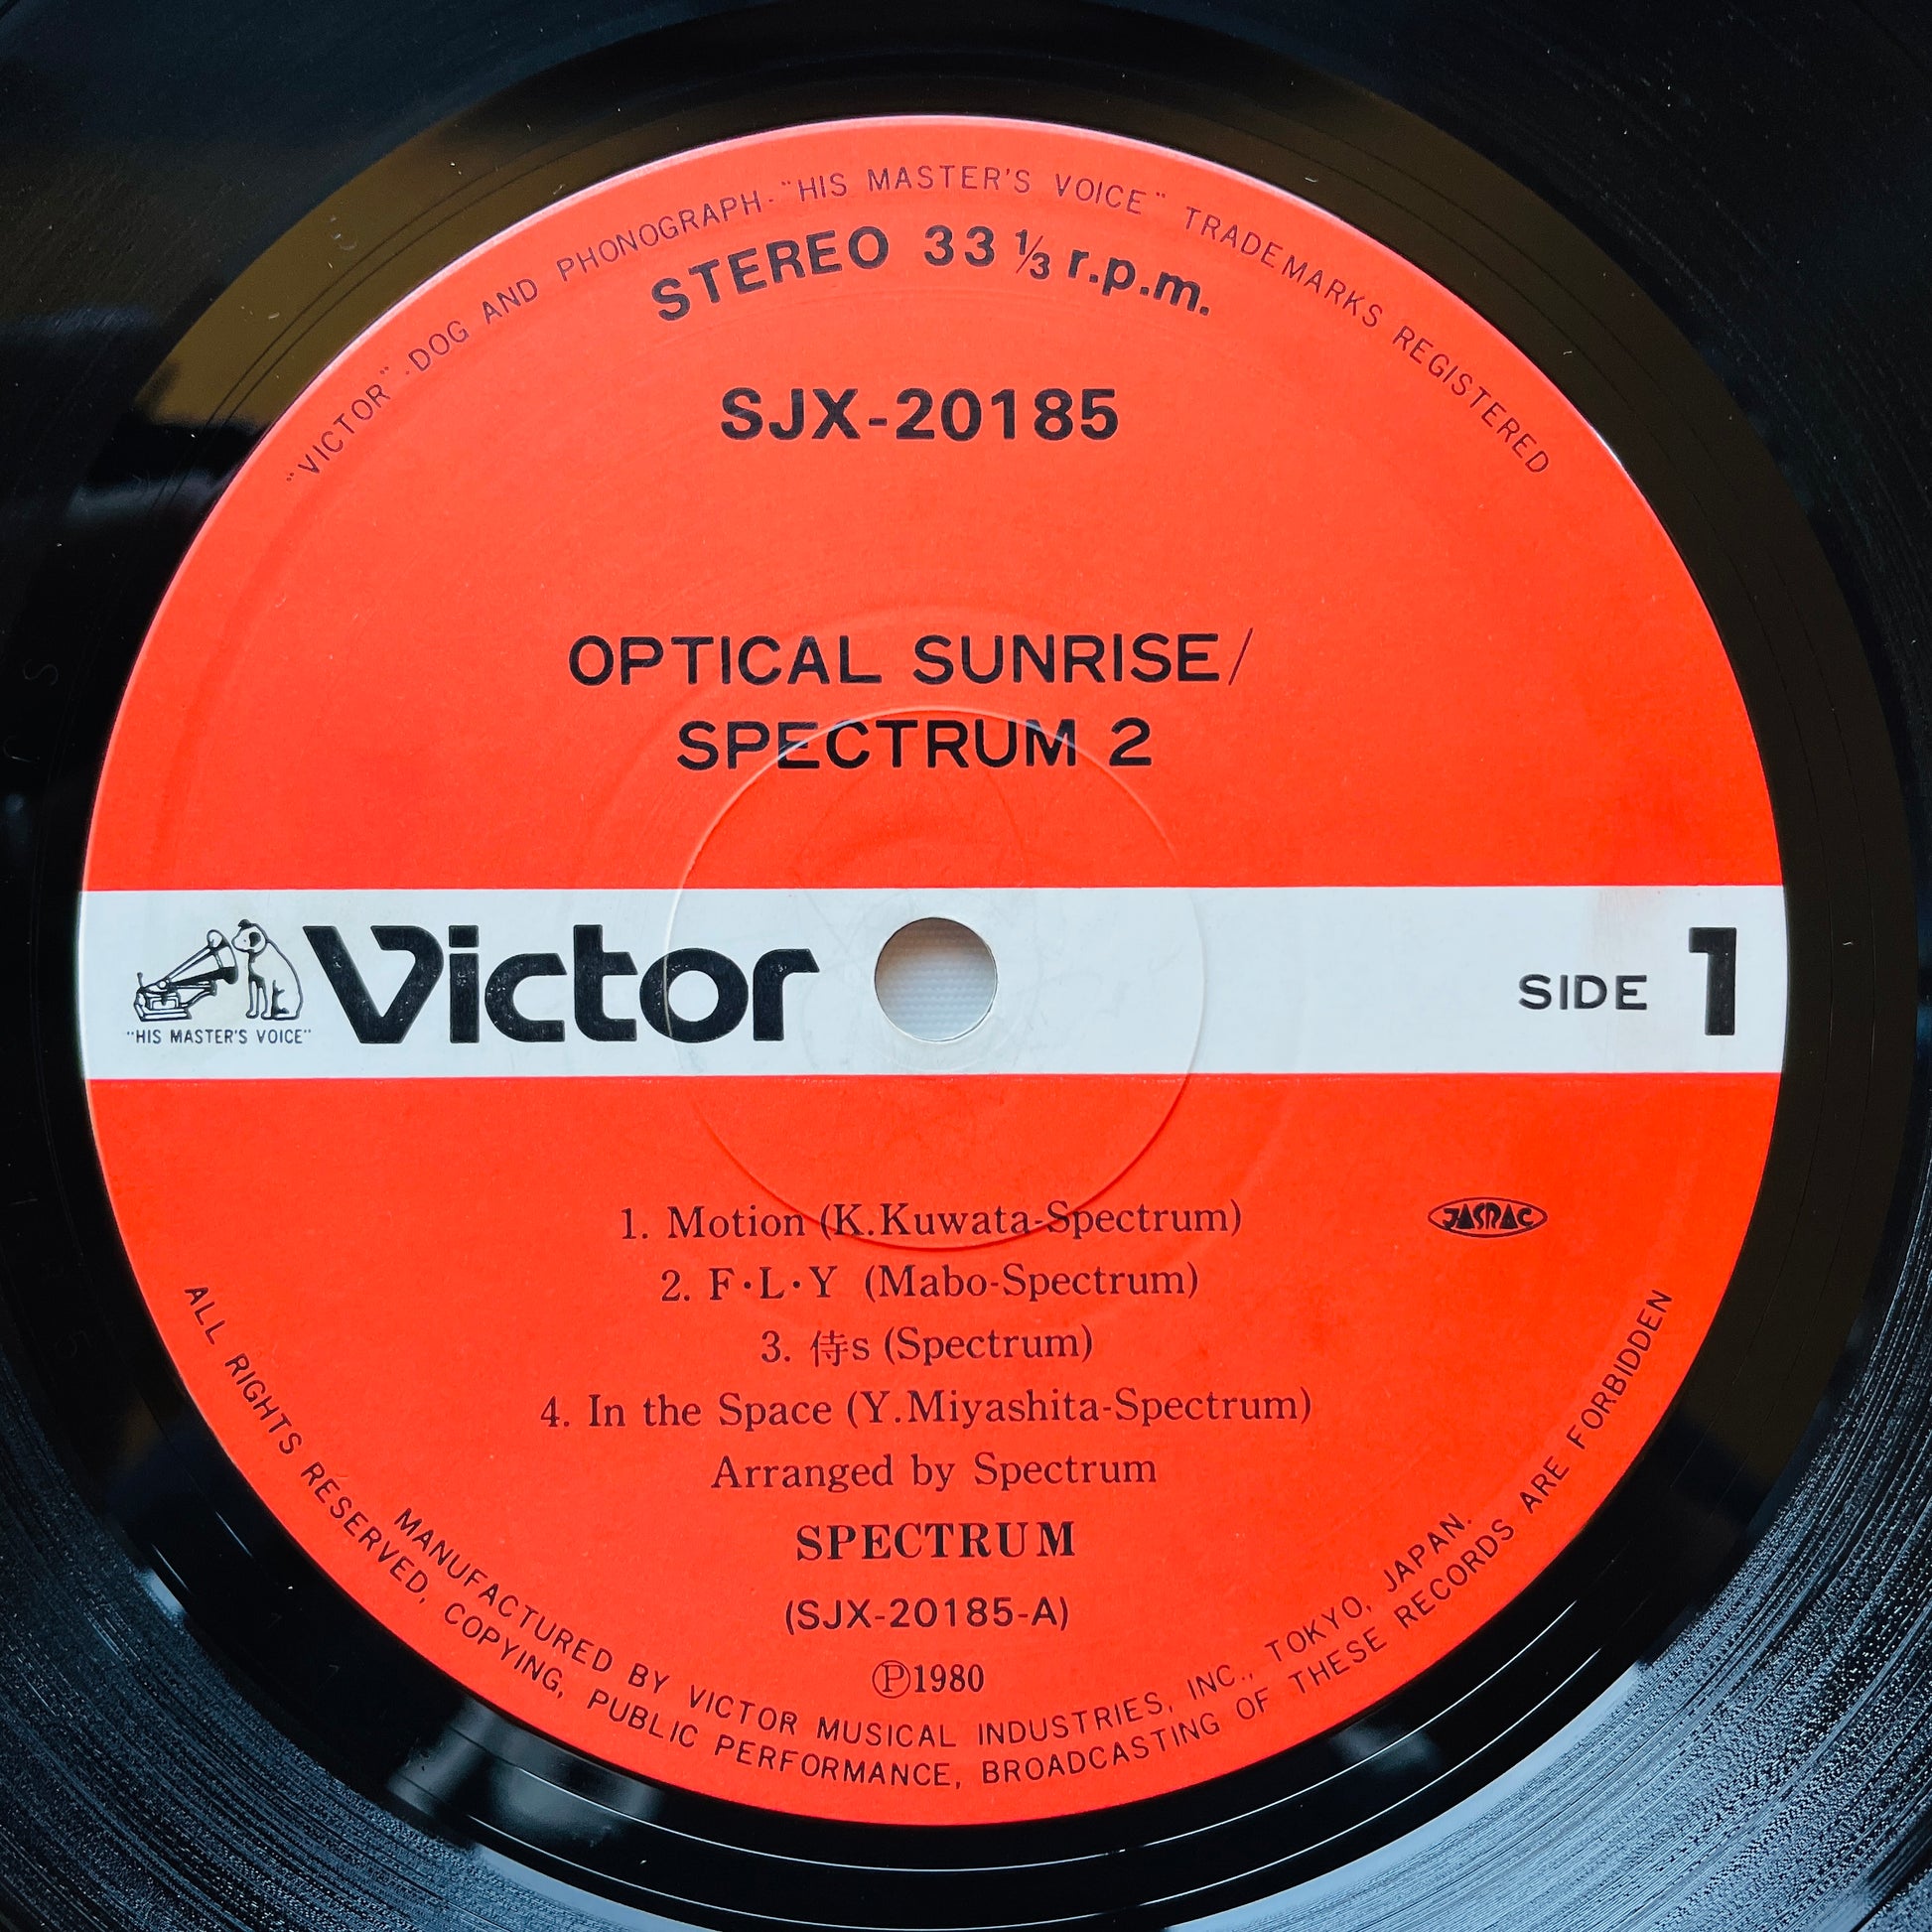 "VICTOR"·DOG AND PHONOGRAPH·"HIS MASTER'S VOICE" TRADEMARKS REGISTERED
STEREO 33 ⅓ r.p.m.
SJX-20185
OPTICAL SUNRISE/
SPECTRUM 2
Victor
"HIS MASTER'S VOICE"
SIDE 1
1. Motion (K.Kuwata-Spectrum)
JASRAC
2. F·L·Y (Mabo-Spectrum)
3. 侍s (Spectrum)
4. In the Space (Y.Miyashita-Spectrum)
Arranged by Spectrum
SPECTRUM
(SJX-20185-A)
Ⓟ1980
MANUFACTURED BY VICTOR MUSICAL INDUSTRIES, INC., TOKYO, JAPAN.
ALL RIGHTS RESERVED, COPYING, PUBLIC PERFORMANCE, BROADCASTING OF THESE RECORDS ARE FORBIDDEN